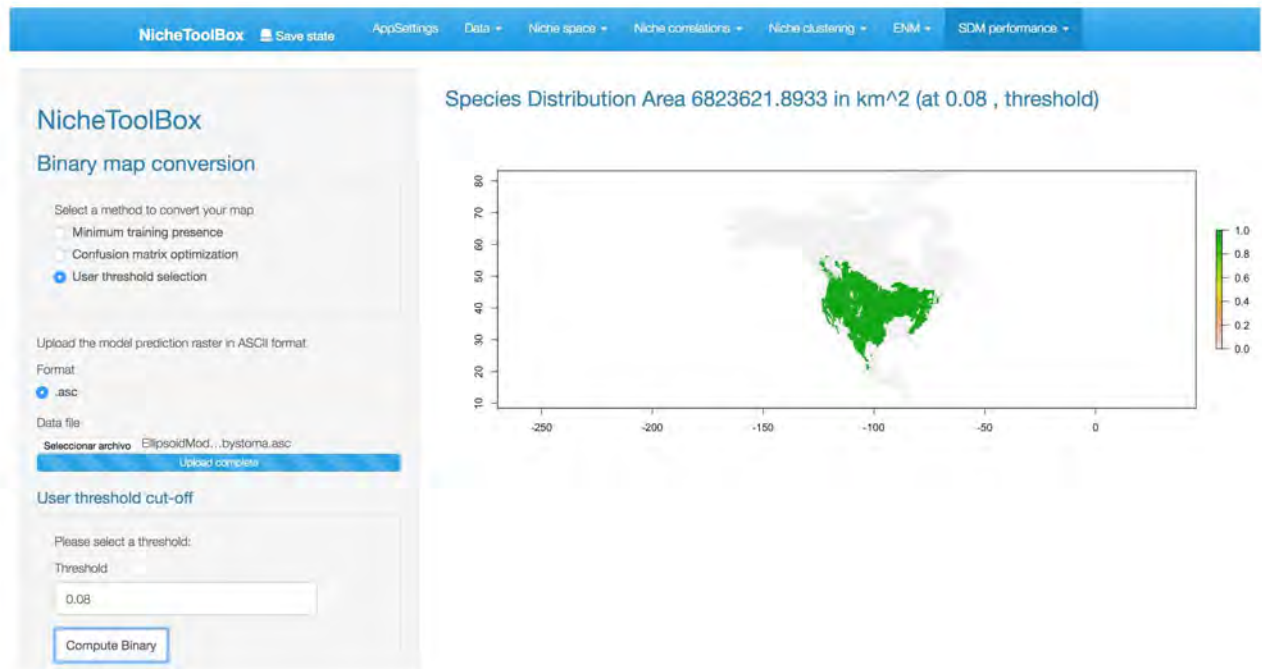 NicheToolBox Save state AppSettings Data Niche space Niche correlations Niche clustering ENM SDM performance
NicheToolBox
Binary map conversion
Select a method to convert your map
Minimum training presence
Confusion matrix optimization
User threshold selection
Upload the model prediction raster in ASCII format
Format
.asc
Data file
Seleccionar archivo EllipsoidMod...bystoma.asc
Upload complete
User threshold cut-off
Please select a threshold:
Threshold
0.08
Compute Binary
Species Distribution Area 6823621.8933 in km^2 (at 0.08 , threshold)
80
70
60
50
40
30
20
10
-250 -200 -150 -100 -50 0
1.0
0.8
0.6
0.4
0.2
0.0